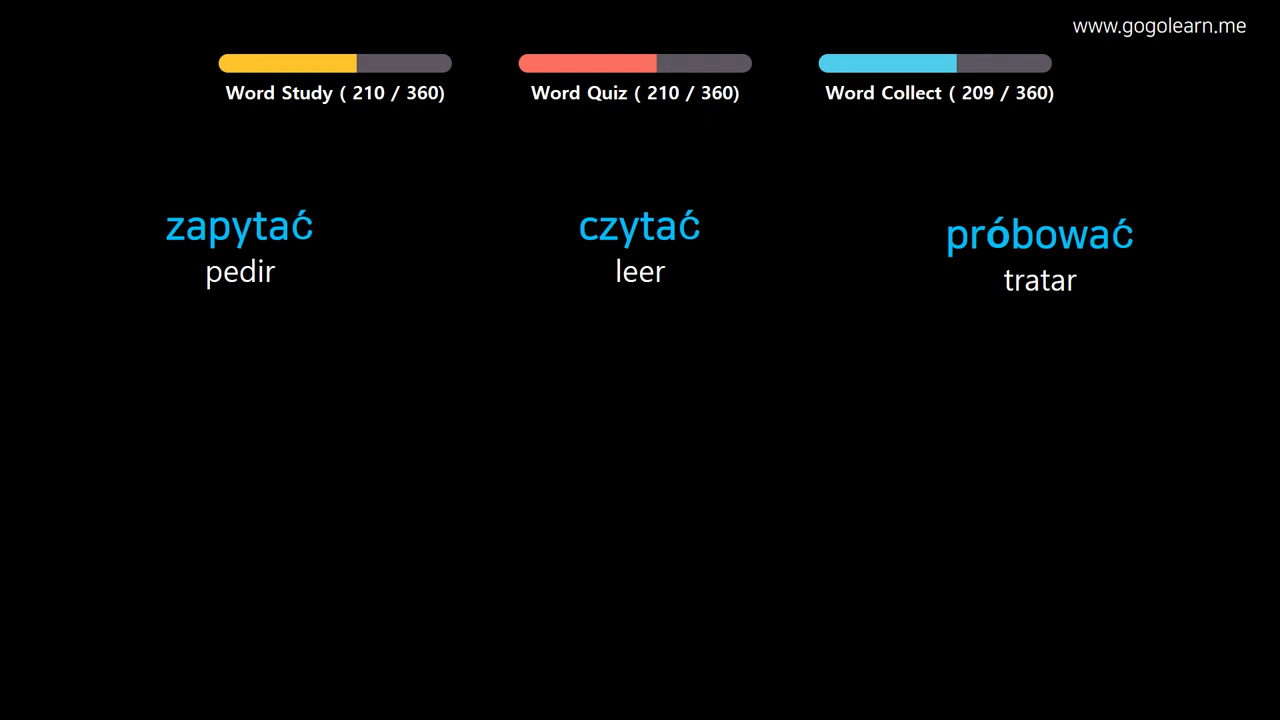 www.gogolearn.me
Word Study ( 210 / 360)
Word Quiz ( 210 / 360)
Word Collect ( 209 / 360)
zapytać
pedir
czytać
leer
próbować
tratar